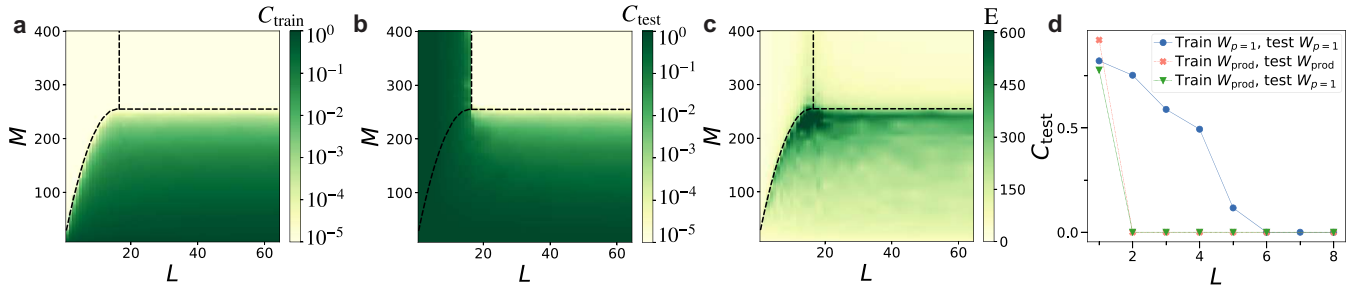 a
C_train
M
400
300
200
100
20
40
60
L
10^0
10^-1
10^-2
10^-3
10^-4
10^-5
b
C_test
M
400
300
200
100
20
40
60
L
10^0
10^-1
10^-2
10^-3
10^-4
10^-5
c
E
M
400
300
200
100
20
40
60
L
600
450
300
150
0
d
Train W_{p=1}, test W_{p=1}
Train W_prod, test W_prod
Train W_prod, test W_{p=1}
C_test
0.5
0.0
2
4
6
8
L